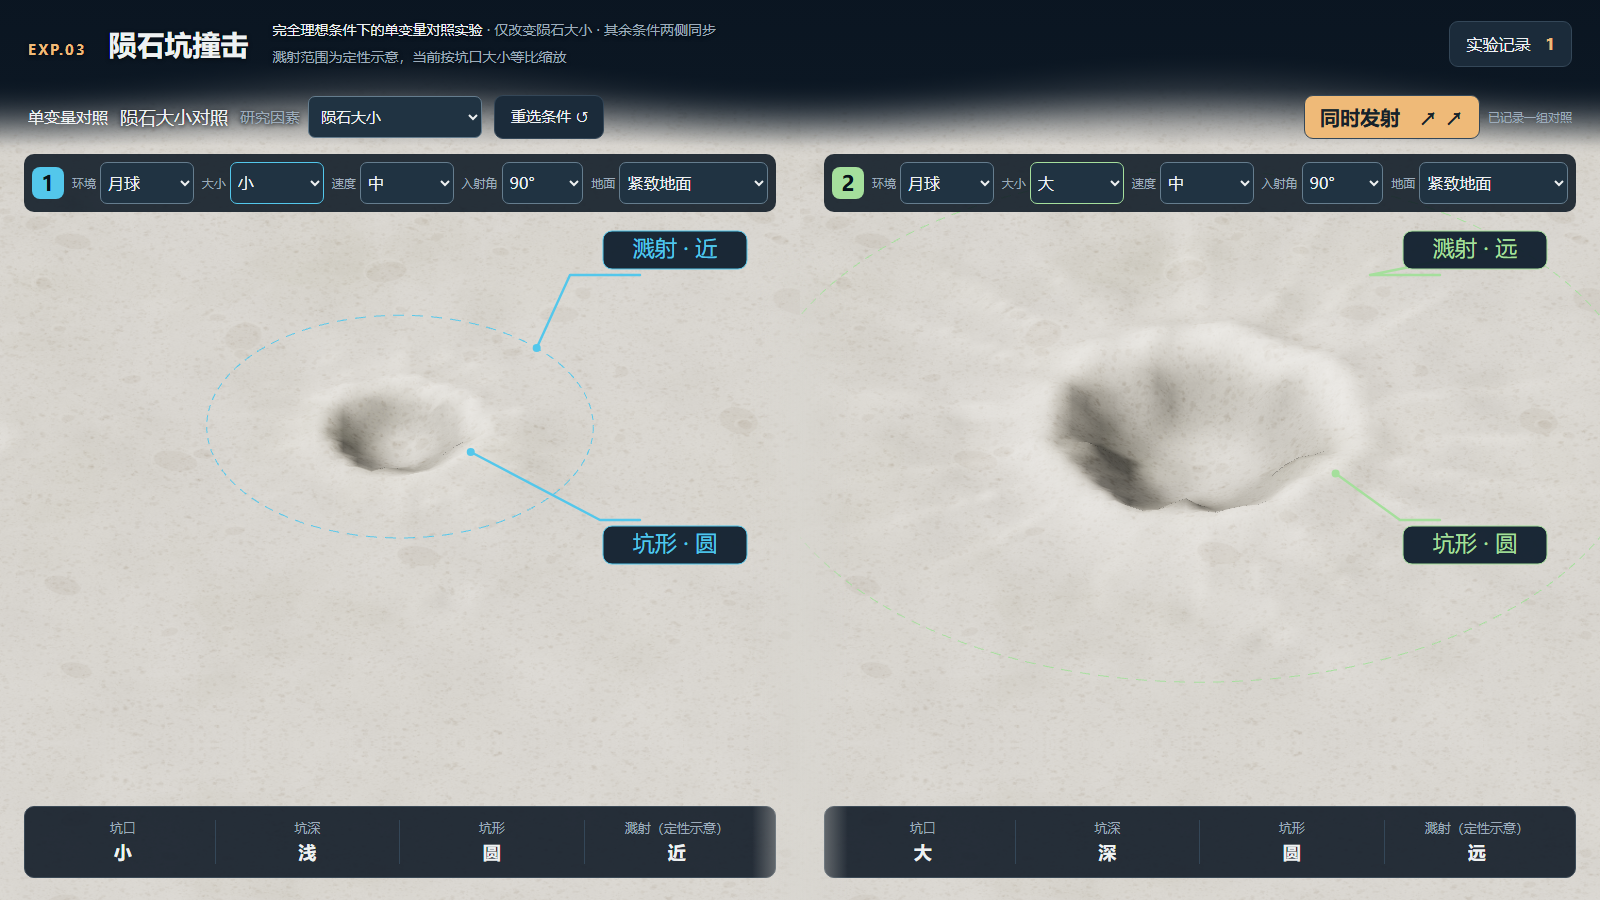 EXP.03
陨石坑撞击
完全理想条件下的单变量对照实验 · 仅改变陨石大小 · 其余条件两侧同步
溅射范围为定性示意，当前按坑口大小等比缩放
实验记录 1
单变量对照 陨石大小对照 研究因素 陨石大小 重选条件 ↺
同时发射 ↗ ↗ 已记录一组对照
1 环境 月球 大小 小 速度 中 入射角 90° 地面 紧致地面
2 环境 月球 大小 大 速度 中 入射角 90° 地面 紧致地面
溅射 · 近
溅射 · 远
坑形 · 圆
坑形 · 圆
坑口 坑深 坑形 溅射（定性示意）
小 浅 圆 近
坑口 坑深 坑形 溅射（定性示意）
大 深 圆 远